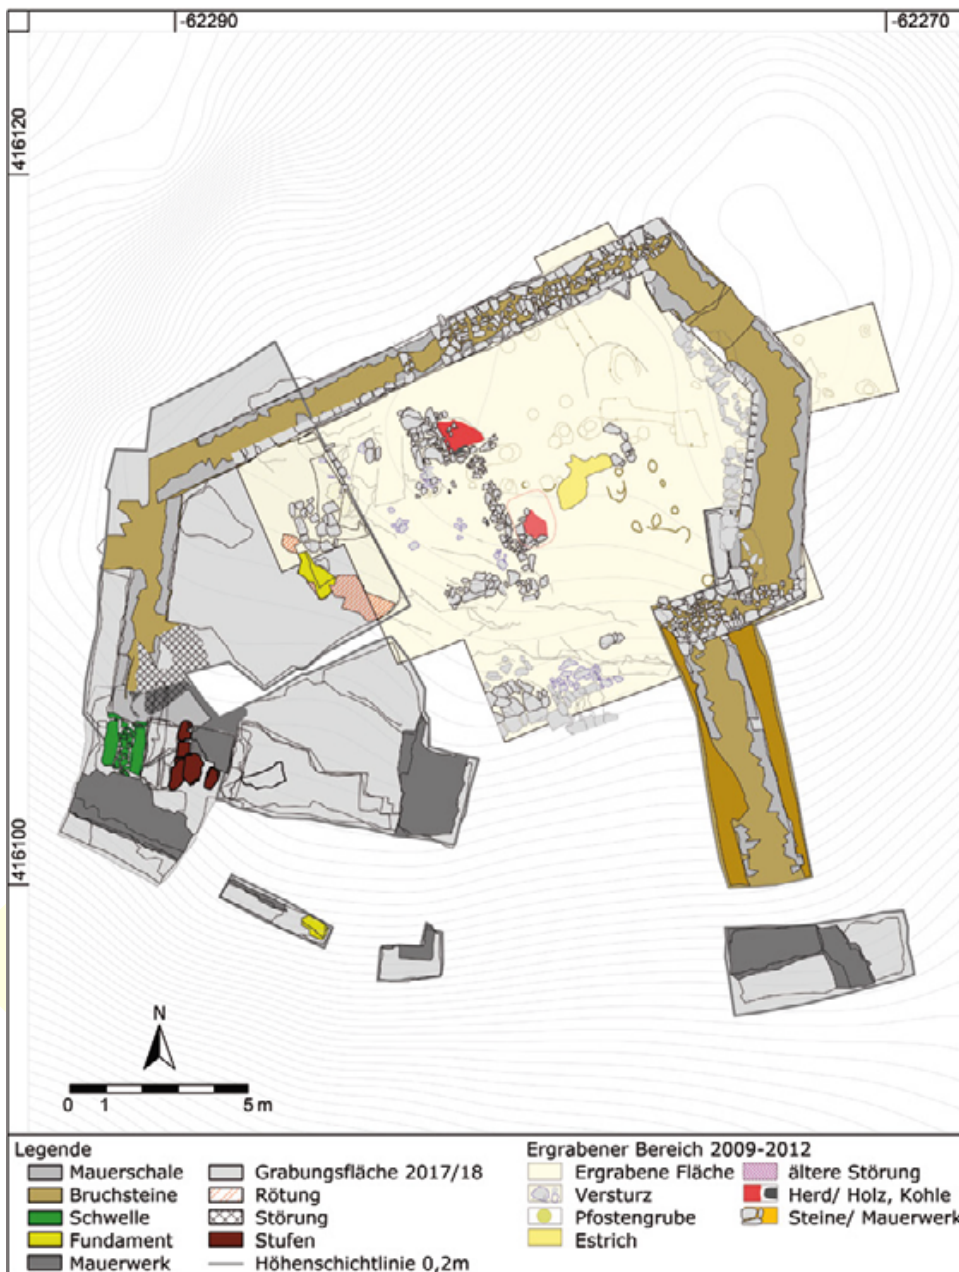 -62290
-62270
416120
416100
N
0 1 5 m
Legende
Mauerschale
Bruchsteine
Schwelle
Fundament
Mauerwerk
Grabungsfläche 2017/18
Rötung
Störung
Stufen
Höhenschichtlinie 0,2m
Ergrabener Bereich 2009-2012
Ergrabene Fläche
Versturz
Pfostengrube
Estrich
ältere Störung
Herd/ Holz, Kohle
Steine/ Mauerwerk